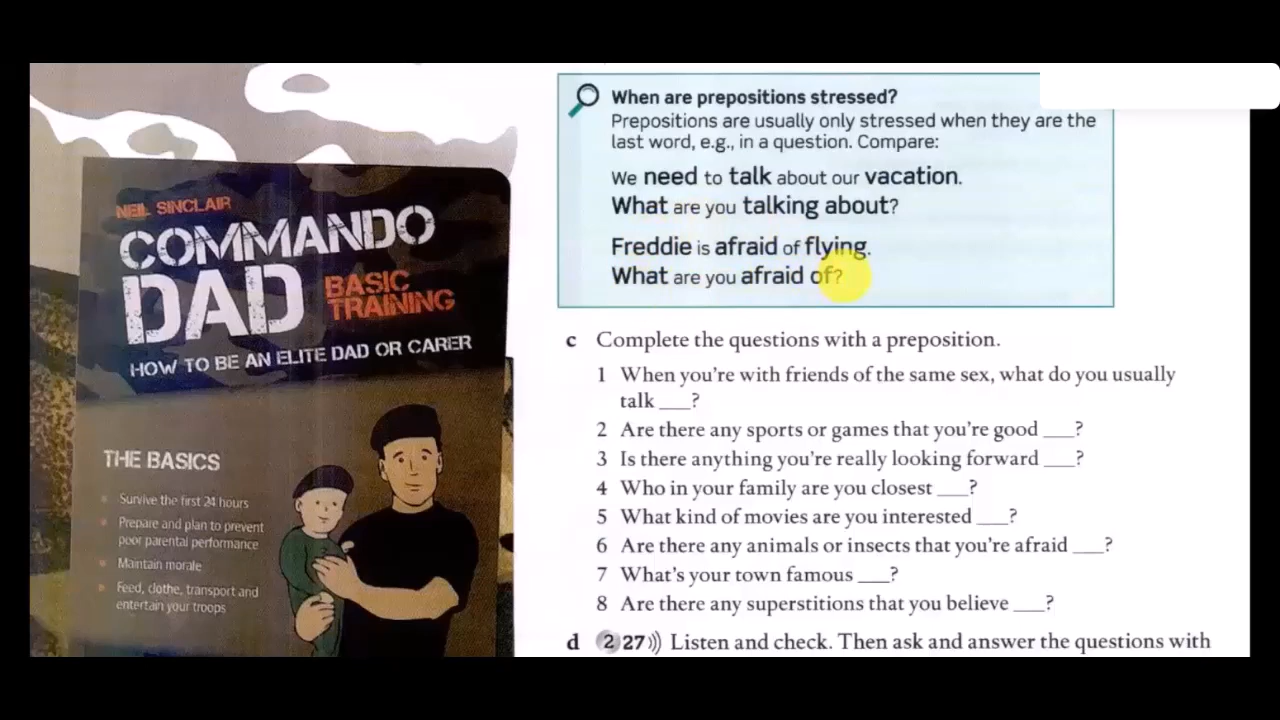 NEIL SINCLAIR
COMMANDO
DAD
BASIC
TRAINING
HOW TO BE AN ELITE DAD OR CARER
THE BASICS
Survive the first 24 hours
Prepare and plan to prevent
poor parental performance
Maintain morale
Feed, clothe, transport and
entertain your troops
When are prepositions stressed?
Prepositions are usually only stressed when they are the
last word, e.g., in a question. Compare:
We need to talk about our vacation.
What are you talking about?
Freddie is afraid of flying.
What are you afraid of?
c Complete the questions with a preposition.
1 When you're with friends of the same sex, what do you usually
talk ___?
2 Are there any sports or games that you're good ___?
3 Is there anything you're really looking forward ___?
4 Who in your family are you closest ___?
5 What kind of movies are you interested ___?
6 Are there any animals or insects that you're afraid ___?
7 What's your town famous ___?
8 Are there any superstitions that you believe ___?
d 2 27))) Listen and check. Then ask and answer the questions with